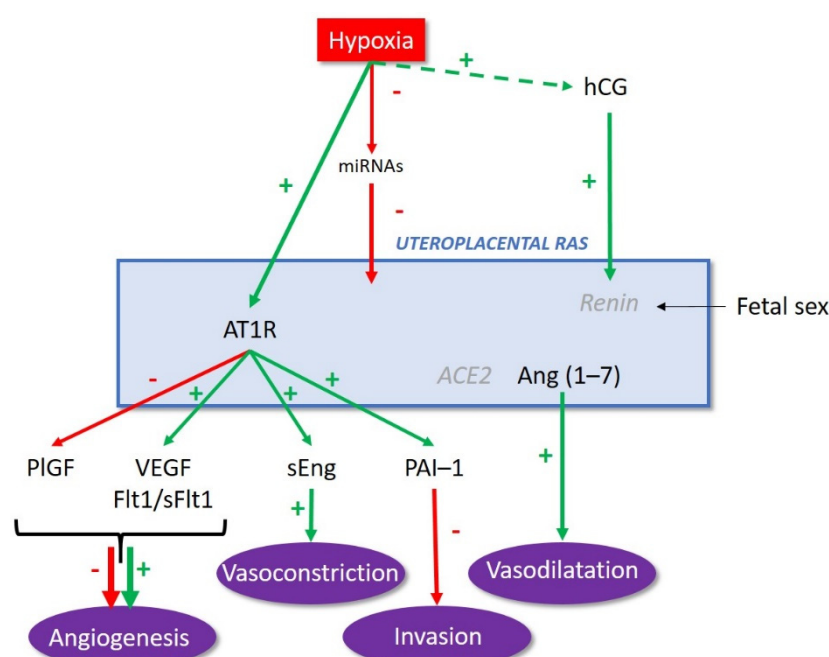 Hypoxia
+
-
hCG
+
miRNAs
+
-
UTEROPLACENTAL RAS
Renin
Fetal sex
AT1R
ACE2
Ang (1–7)
-
+
+
+
PlGF
VEGF
Flt1/sFlt1
sEng
PAI–1
+
+
-
-
+
Vasoconstriction
Vasodilatation
Angiogenesis
Invasion